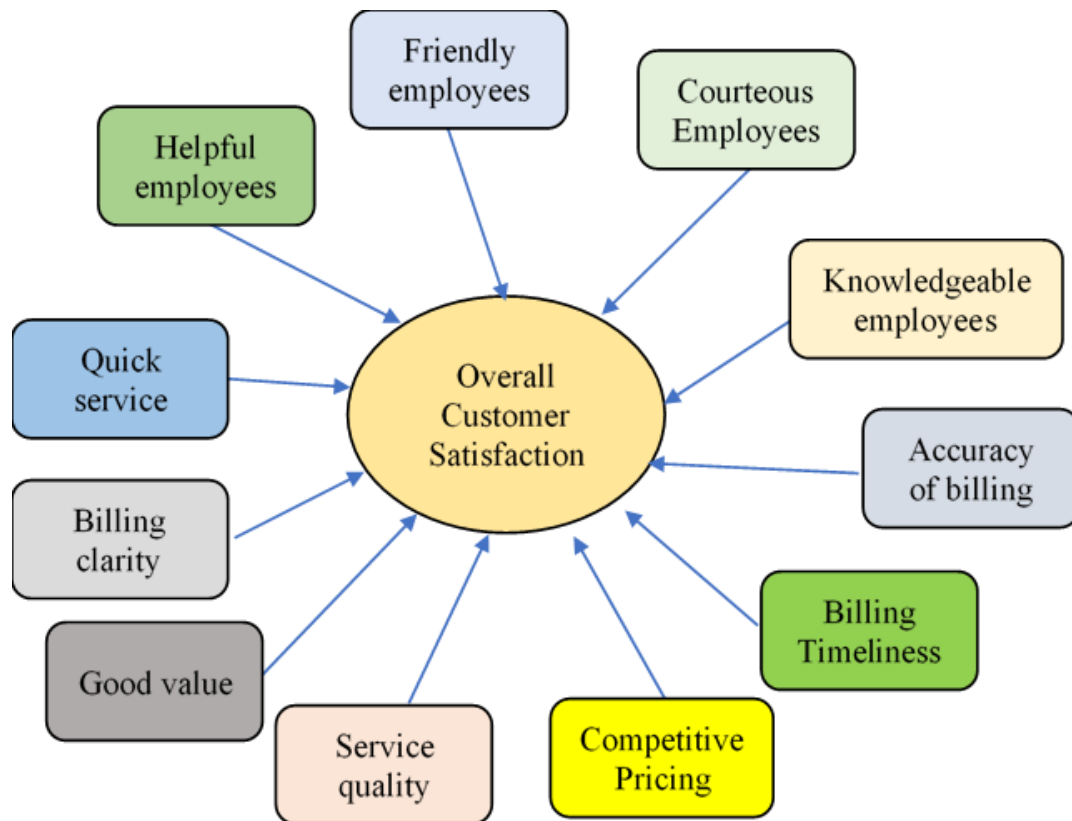 Friendly
employees
Courteous
Employees
Helpful
employees
Knowledgeable
employees
Quick
service
Overall
Customer
Satisfaction
Accuracy
of billing
Billing
clarity
Billing
Timeliness
Good value
Service
quality
Competitive
Pricing